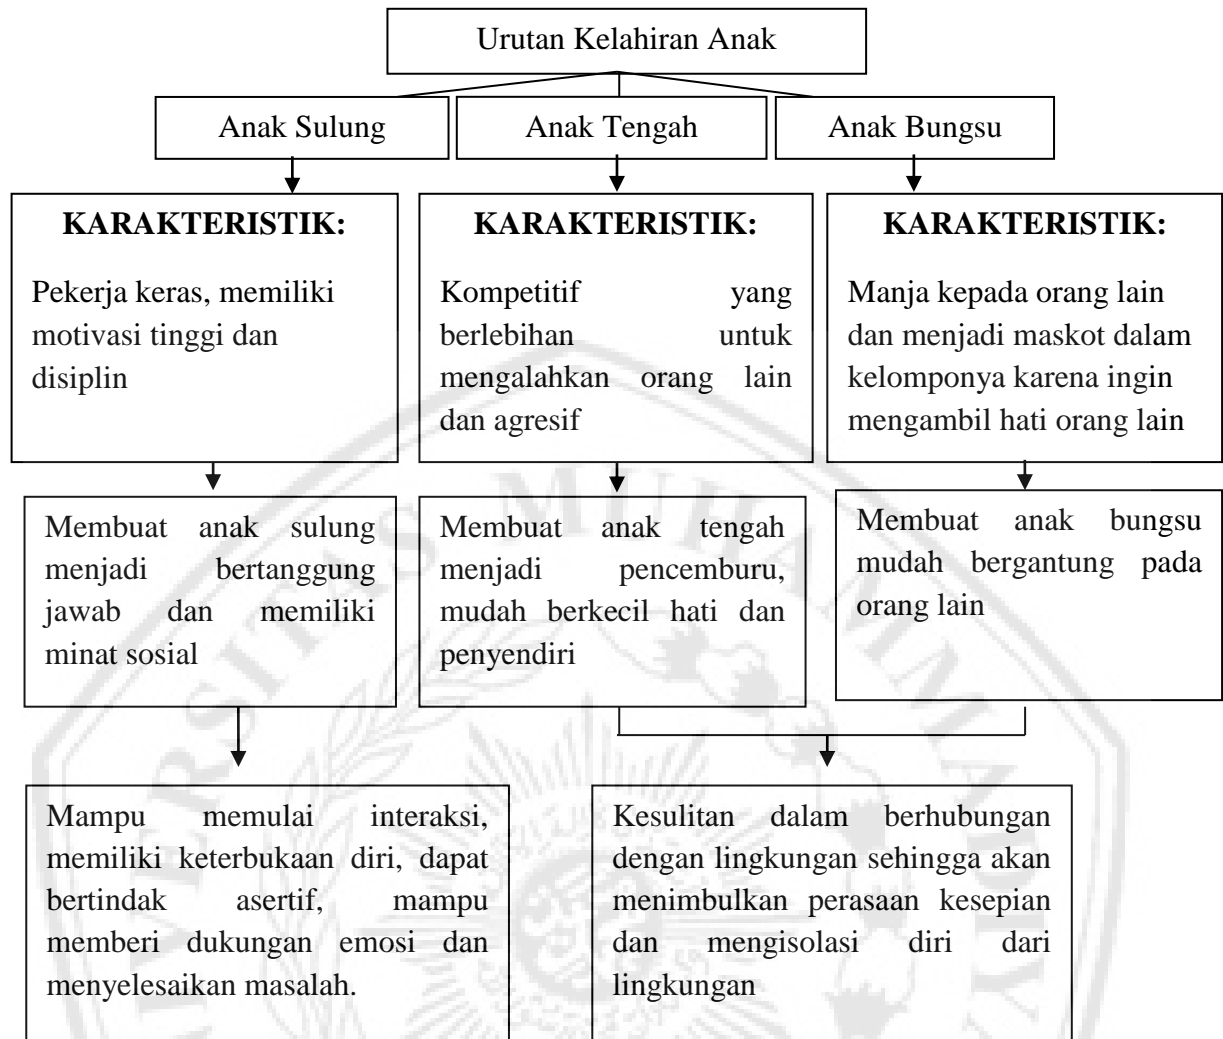 Urutan Kelahiran Anak
Anak Sulung
Anak Tengah
Anak Bungsu
KARAKTERISTIK:
Pekerja keras, memiliki
motivasi tinggi dan
disiplin
KARAKTERISTIK:
Kompetitif yang
berlebihan untuk
mengalahkan orang lain
dan agresif
KARAKTERISTIK:
Manja kepada orang lain
dan menjadi maskot dalam
kelomponya karena ingin
mengambil hati orang lain
Membuat anak sulung
menjadi bertanggung
jawab dan memiliki
minat sosial
Membuat anak tengah
menjadi pencemburu,
mudah berkecil hati dan
penyendiri
Membuat anak bungsu
mudah bergantung pada
orang lain
Mampu memulai interaksi,
memiliki keterbukaan diri, dapat
bertindak asertif, mampu
memberi dukungan emosi dan
menyelesaikan masalah.
Kesulitan dalam berhubungan
dengan lingkungan sehingga akan
menimbulkan perasaan kesepian
dan mengisolasi diri dari
lingkungan